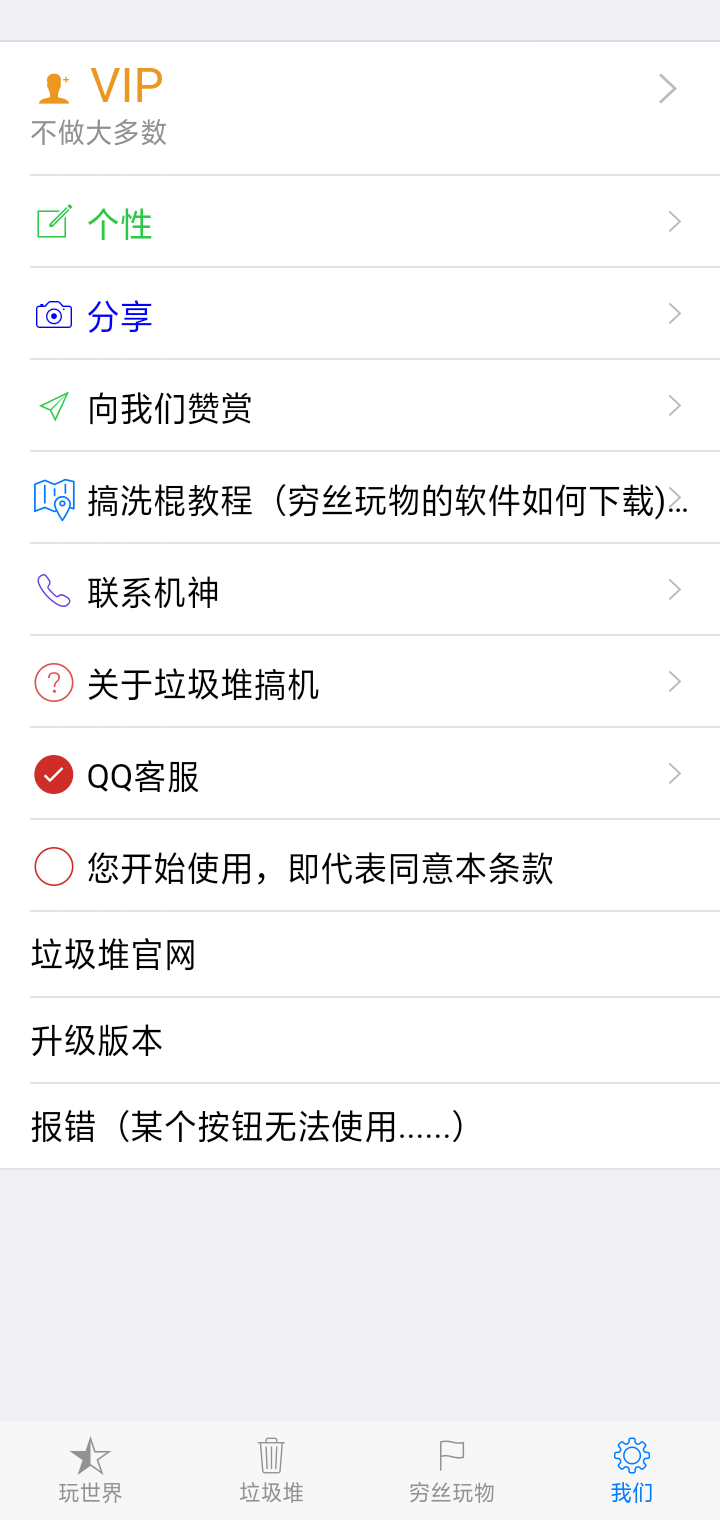 VIP
不做大多数
个性
分享
向我们赞赏
搞洗棍教程（穷丝玩物的软件如何下载)...
联系机神
关于垃圾堆搞机
QQ客服
您开始使用，即代表同意本条款
垃圾堆官网
升级版本
报错（某个按钮无法使用......）
玩世界
垃圾堆
穷丝玩物
我们